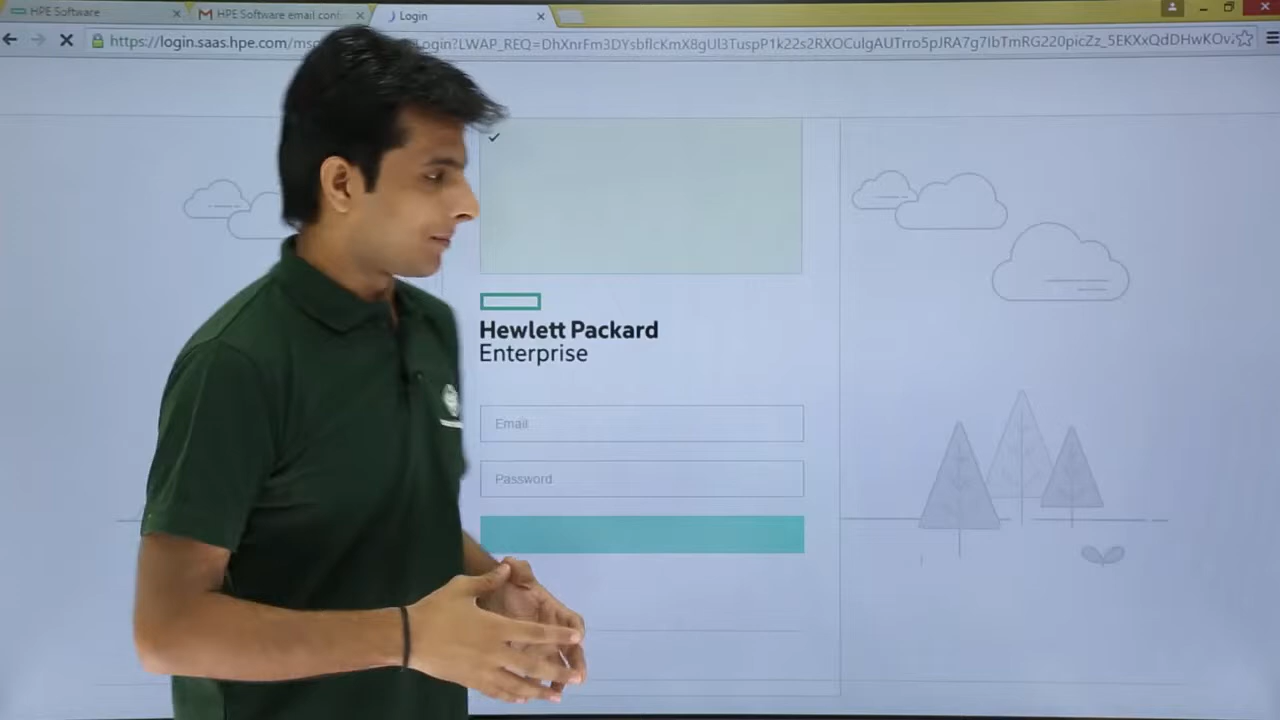 HPE Software
HPE Software email conf
Login
https://login.saas.hpe.com/mso
Login?LWAP_REQ=DhXnrFm3DYsbflcKmX8gUl3TuspP1k22s2RXOCulgAUTrro5pJRA7g7IbTmRG220picZz_5EKXxQdDHwKOv
Hewlett Packard
Enterprise
Email
Password